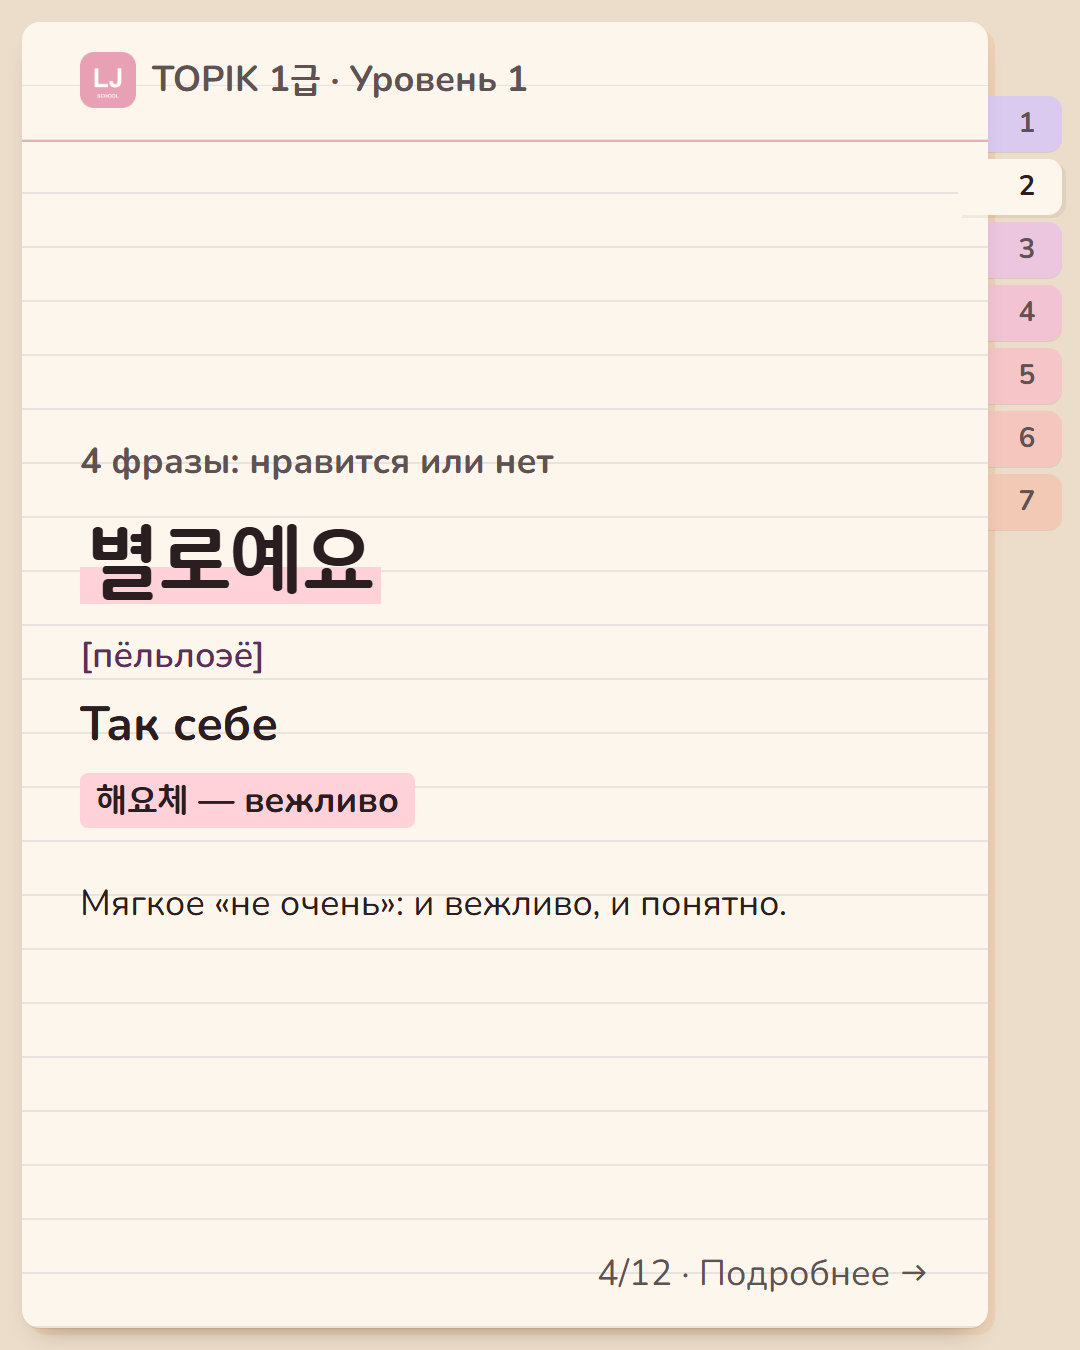 LJ
SCHOOL
TOPIK 1급 · Уровень 1
1
2
3
4
5
6
7
4 фразы: нравится или нет
별로예요
[пёльлоэё]
Так себе
해요체 — вежливо
Мягкое «не очень»: и вежливо, и понятно.
4/12 · Подробнее →